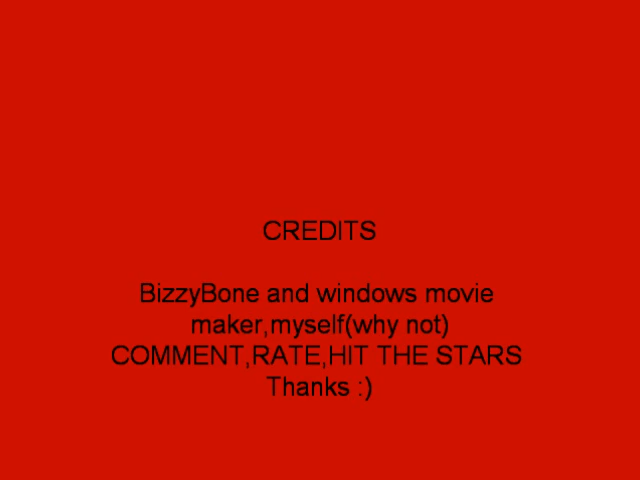 CREDITS
BizzyBone and windows movie
maker,myself(why not)
COMMENT,RATE,HIT THE STARS
Thanks :)